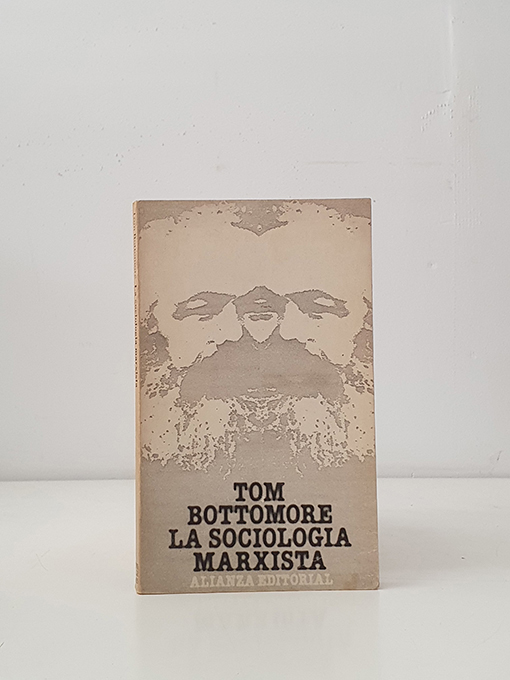 TOM
BOTTOMORE
LA SOCIOLOGIA
MARXISTA
ALIANZA EDITORIAL